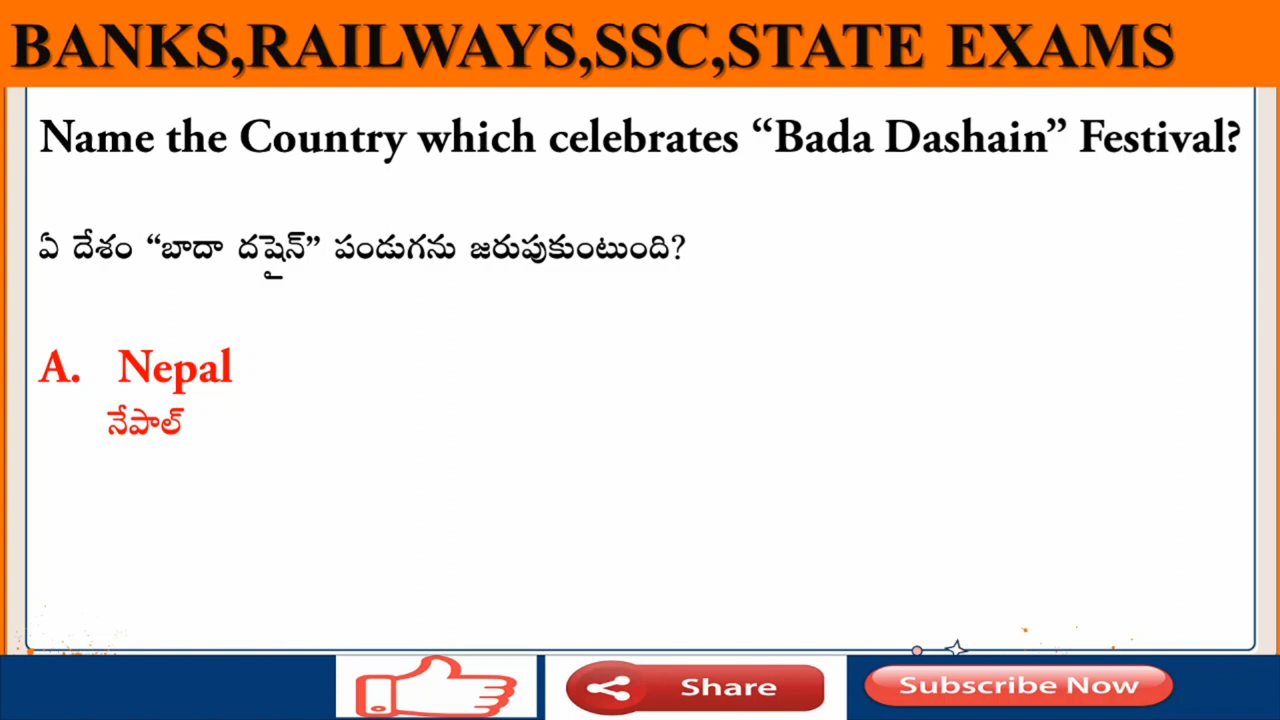 BANKS,RAILWAYS,SSC,STATE EXAMS
Name the Country which celebrates “Bada Dashain” Festival?
ఏ దేశం “బాదా దషైన్” పండుగను జరుపుకుంటుంది?
A. Nepal
నేపాల్
Share
Subscribe Now